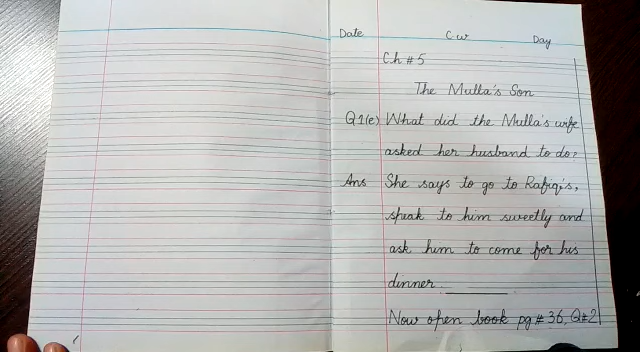 Date C.w Day
Ch # 5
The Mulla's Son
Q1(e) What did the Mulla's wife
asked her husband to do?
Ans She says to go to Rafiq's,
speak to him sweetly and
ask him to come for his
dinner.
Now open book pg # 36, Q#2